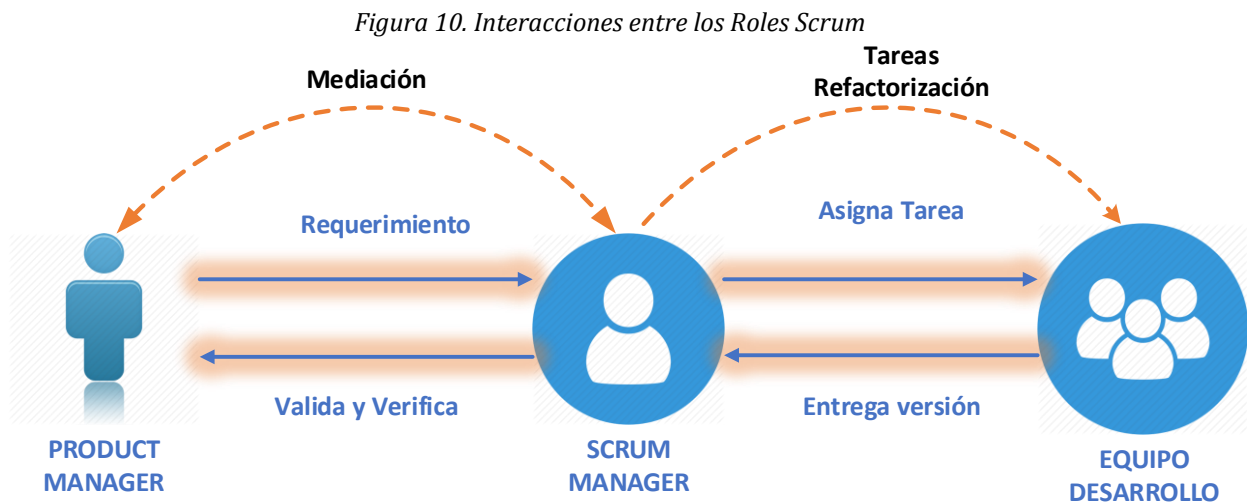 Figura 10. Interacciones entre los Roles Scrum
Mediación
Tareas
Refactorización
Requerimiento
Asigna Tarea
Valida y Verifica
Entrega versión
PRODUCT
MANAGER
SCRUM
MANAGER
EQUIPO
DESARROLLO